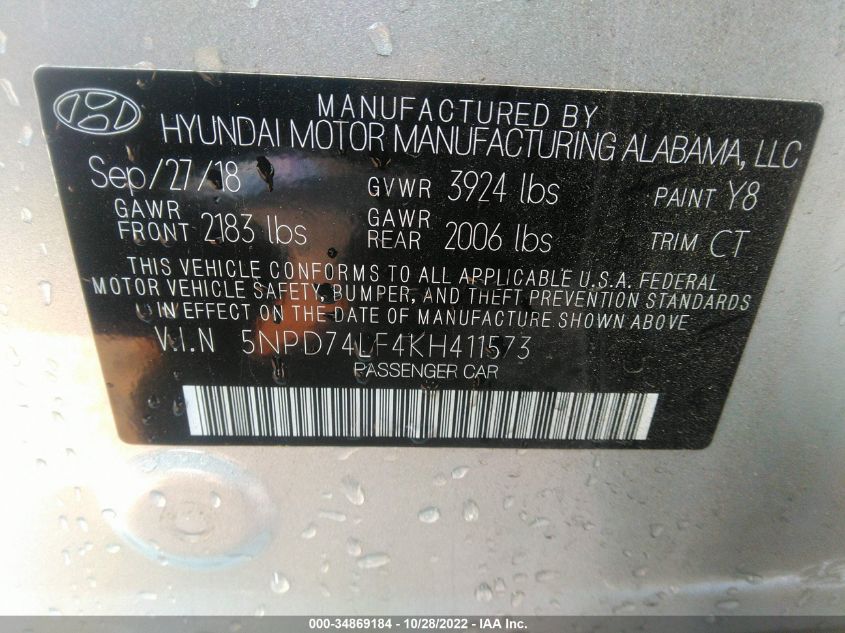 MANUFACTURED BY
HYUNDAI MOTOR MANUFACTURING ALABAMA, LLC
Sep/27/18 GVWR 3924 lbs PAINT Y8
GAWR FRONT 2183 lbs GAWR REAR 2006 lbs TRIM CT
THIS VEHICLE CONFORMS TO ALL APPLICABLE U.S.A. FEDERAL
MOTOR VEHICLE SAFETY, BUMPER, AND THEFT PREVENTION STANDARDS
IN EFFECT ON THE DATE OF MANUFACTURE SHOWN ABOVE
V.I.N 5NPD74LF4KH411573
PASSENGER CAR
000-34869184 - 10/28/2022 - IAA Inc.